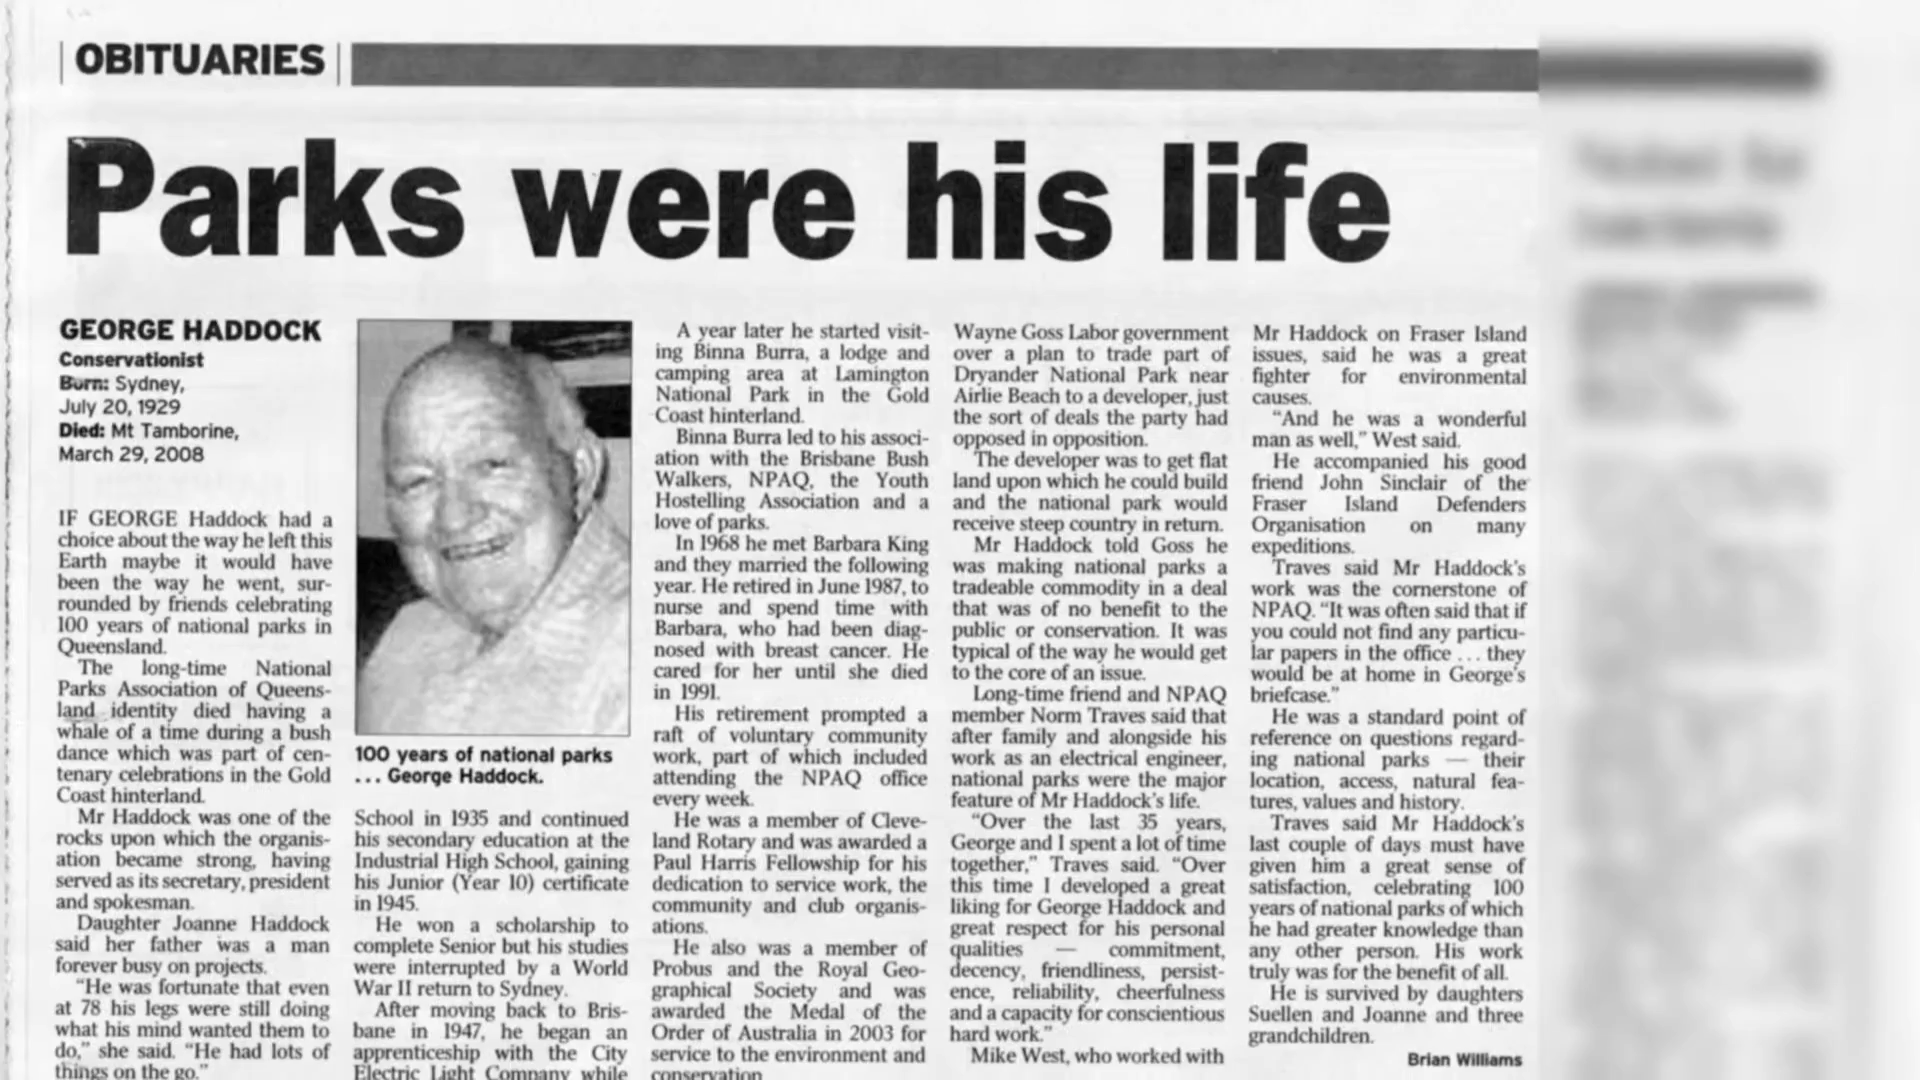 OBITUARIES
Parks were his life
GEORGE HADDOCK
Conservationist
Born: Sydney,
July 20, 1929
Died: Mt Tamborine,
March 29, 2008
IF GEORGE Haddock had a
choice about the way he left this
Earth maybe it would have
been the way he went, sur-
rounded by friends celebrating
100 years of national parks in
Queensland.
The long-time National
Parks Association of Queens-
land identity died having a
whale of a time during a bush
dance which was part of cen-
tenary celebrations in the Gold
Coast hinterland.
Mr Haddock was one of the
rocks upon which the organis-
ation became strong, having
served as its secretary, president
and spokesman.
Daughter Joanne Haddock
said her father was a man
forever busy on projects.
"He was fortunate that even
at 78 his legs were still doing
what his mind wanted them to
do," she said. "He had lots of
things on the go."
100 years of national parks
... George Haddock.
School in 1935 and continued
his secondary education at the
Industrial High School, gaining
his Junior (Year 10) certificate
in 1945.
He won a scholarship to
complete Senior but his studies
were interrupted by a World
War II return to Sydney.
After moving back to Bris-
bane in 1947, he began an
apprenticeship with the City
Electric Light Company while
A year later he started visit-
ing Binna Burra, a lodge and
camping area at Lamington
National Park in the Gold
Coast hinterland.
Binna Burra led to his associ-
ation with the Brisbane Bush
Walkers, NPAQ, the Youth
Hostelling Association and a
love of parks.
In 1968 he met Barbara King
and they married the following
year. He retired in June 1987, to
nurse and spend time with
Barbara, who had been diag-
nosed with breast cancer. He
cared for her until she died
in 1991.
His retirement prompted a
raft of voluntary community
work, part of which included
attending the NPAQ office
every week.
He was a member of Cleve-
land Rotary and was awarded a
Paul Harris Fellowship for his
dedication to service work, the
community and club organis-
ations.
He also was a member of
Probus and the Royal Geo-
graphical Society and was
awarded the Medal of the
Order of Australia in 2003 for
service to the environment and
conservation
Wayne Goss Labor government
over a plan to trade part of
Dryander National Park near
Airlie Beach to a developer, just
the sort of deals the party had
opposed in opposition.
The developer was to get flat
land upon which he could build
and the national park would
receive steep country in return.
Mr Haddock told Goss he
was making national parks a
tradeable commodity in a deal
that was of no benefit to the
public or conservation. It was
typical of the way he would get
to the core of an issue.
Long-time friend and NPAQ
member Norm Traves said that
after family and alongside his
work as an electrical engineer,
national parks were the major
feature of Mr Haddock's life.
"Over the last 35 years,
George and I spent a lot of time
together," Traves said. "Over
this time I developed a great
liking for George Haddock and
great respect for his personal
qualities — commitment,
decency, friendliness, persist-
ence, reliability, cheerfulness
and a capacity for conscientious
hard work."
Mike West, who worked with
Mr Haddock on Fraser Island
issues, said he was a great
fighter for environmental
causes.
"And he was a wonderful
man as well," West said.
He accompanied his good
friend John Sinclair of the
Fraser Island Defenders
Organisation on many
expeditions.
Traves said Mr Haddock's
work was the cornerstone of
NPAQ. "It was often said that if
you could not find any particu-
lar papers in the office ... they
would be at home in George's
briefcase."
He was a standard point of
reference on questions regard-
ing national parks — their
location, access, natural fea-
tures, values and history.
Traves said Mr Haddock's
last couple of days must have
given him a great sense of
satisfaction, celebrating 100
years of national parks of which
he had greater knowledge than
any other person. His work
truly was for the benefit of all.
He is survived by daughters
Suellen and Joanne and three
grandchildren.
Brian Williams